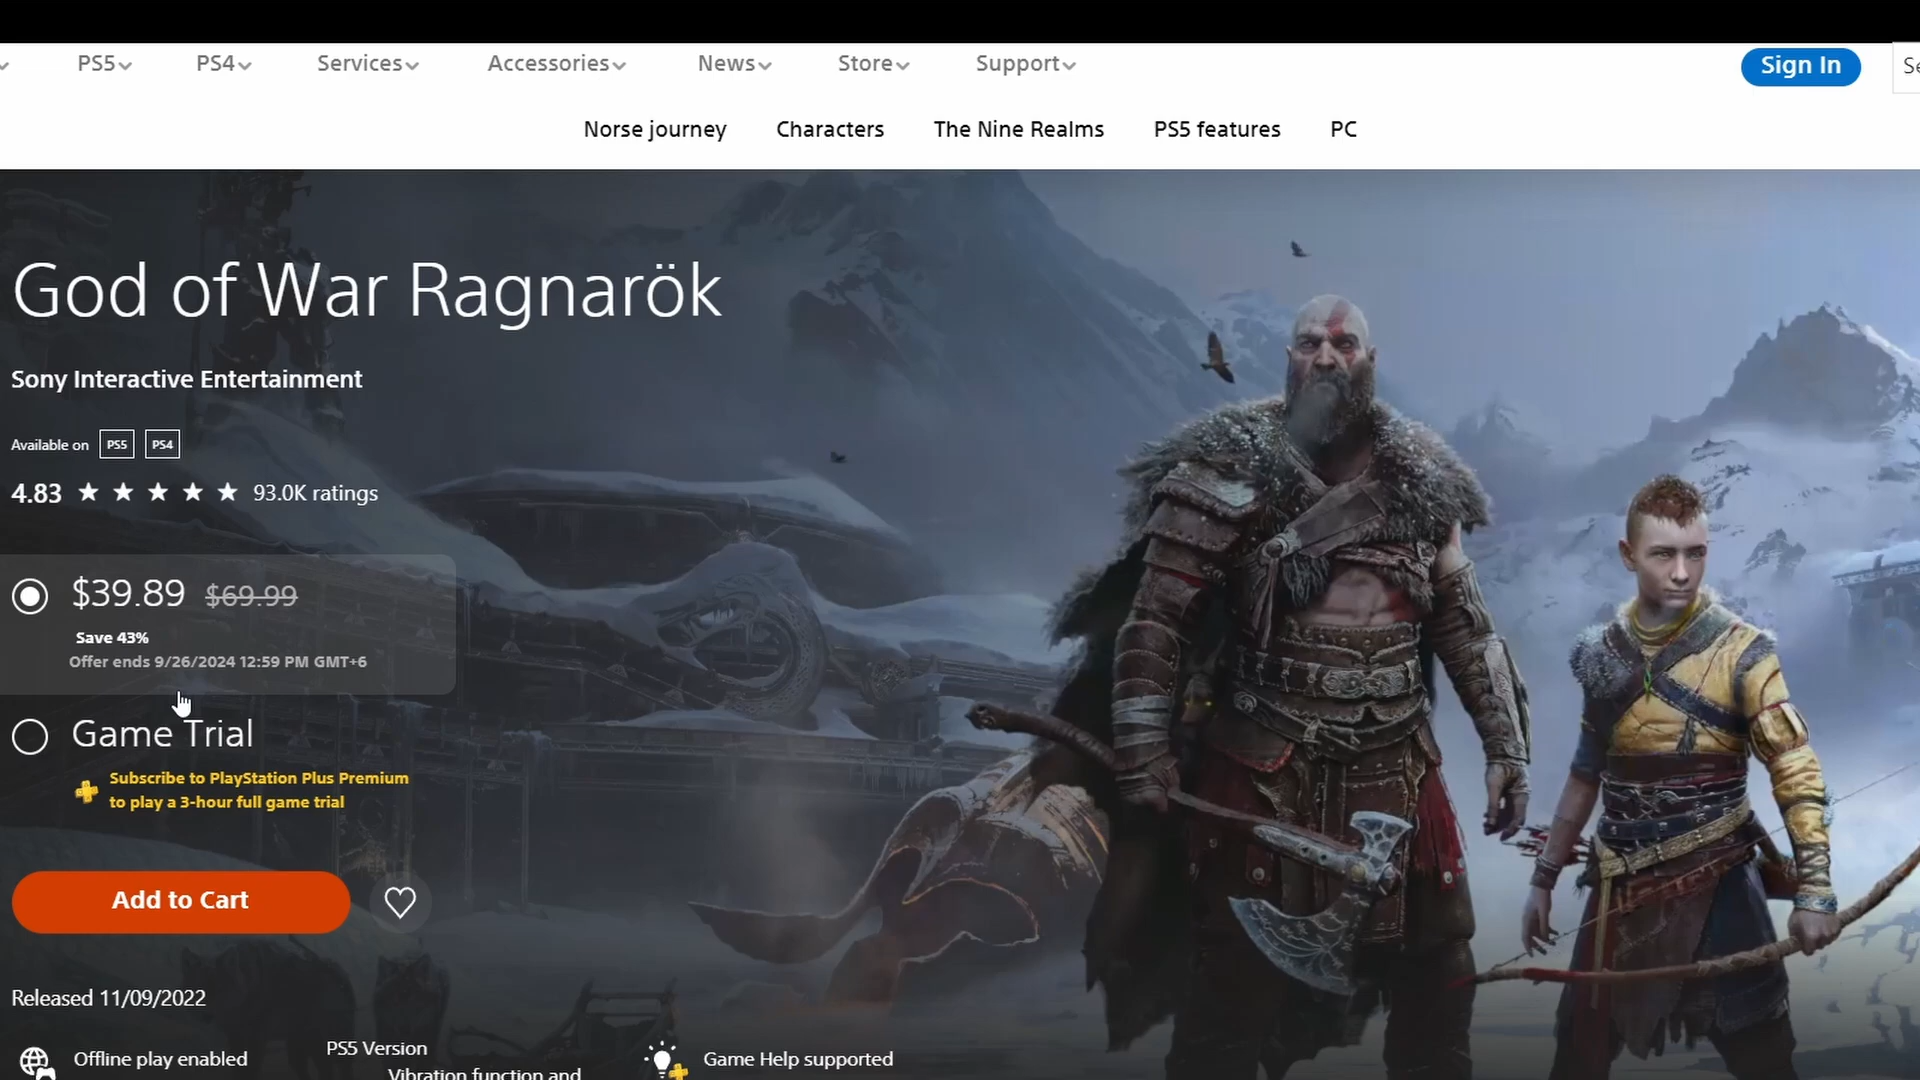 PS5 PS4 Services Accessories News Store Support Sign In
Norse journey Characters The Nine Realms PS5 features PC
God of War Ragnarök
Sony Interactive Entertainment
Available on PS5 PS4
4.83 93.0K ratings
$39.89 $69.99
Save 43%
Offer ends 9/26/2024 12:59 PM GMT+6
Game Trial
Subscribe to PlayStation Plus Premium
to play a 3-hour full game trial
Add to Cart
Released 11/09/2022
Offline play enabled
PS5 Version
Vibration function and
Game Help supported